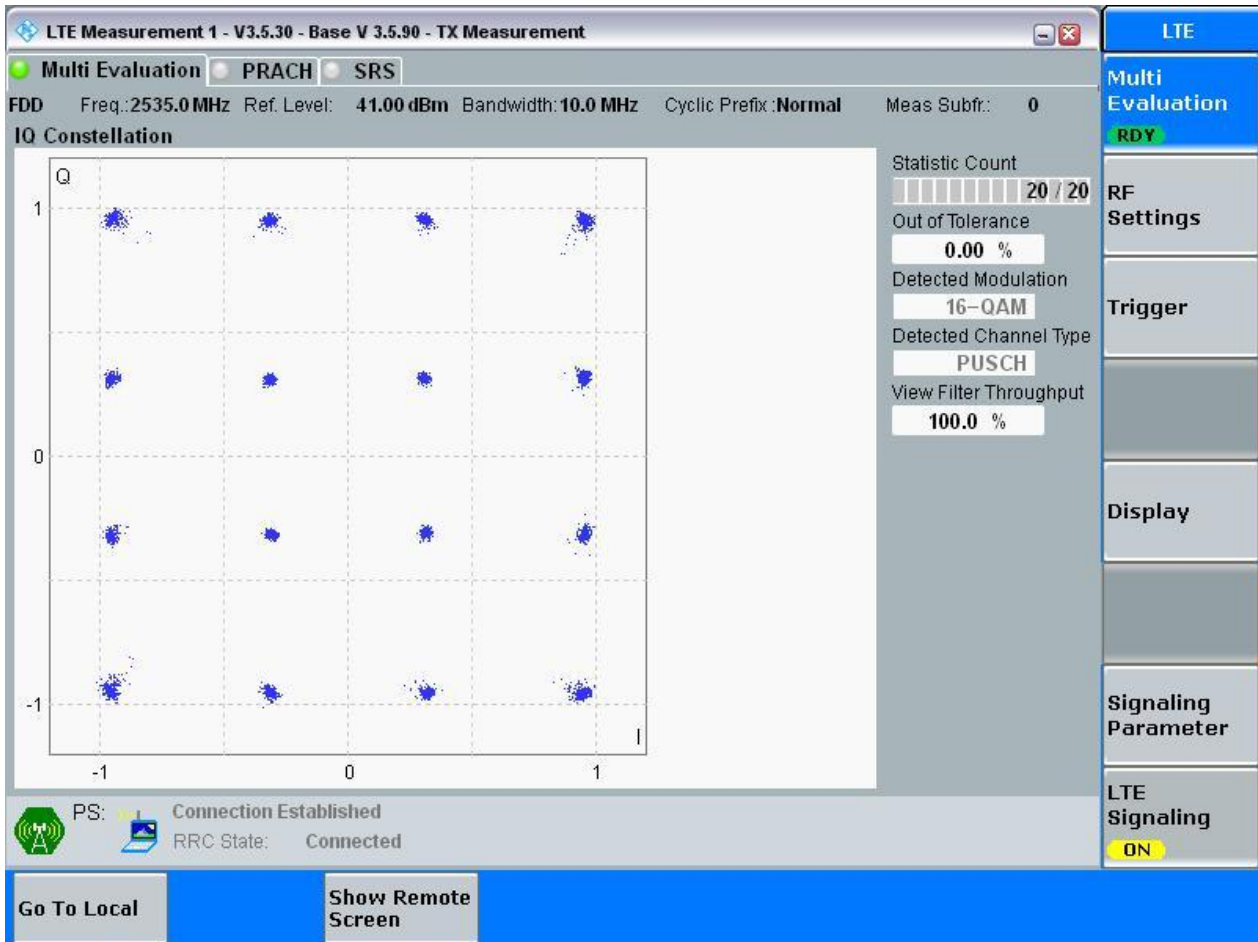 LTE Measurement 1 - V3.5.30 - Base V 3.5.90 - TX Measurement
LTE
Multi Evaluation PRACH SRS
Multi
Evaluation
RDY
FDD Freq.:2535.0 MHz Ref. Level: 41.00 dBm Bandwidth: 10.0 MHz Cyclic Prefix :Normal Meas Subfr.: 0
IQ Constellation
Q
1
0
-1
I
-1 0 1
Statistic Count
20 / 20
Out of Tolerance
0.00 %
Detected Modulation
16-QAM
Detected Channel Type
PUSCH
View Filter Throughput
100.0 %
RF
Settings
Trigger
Display
Signaling
Parameter
LTE
Signaling
ON
PS: Connection Established
RRC State: Connected
Go To Local
Show Remote
Screen